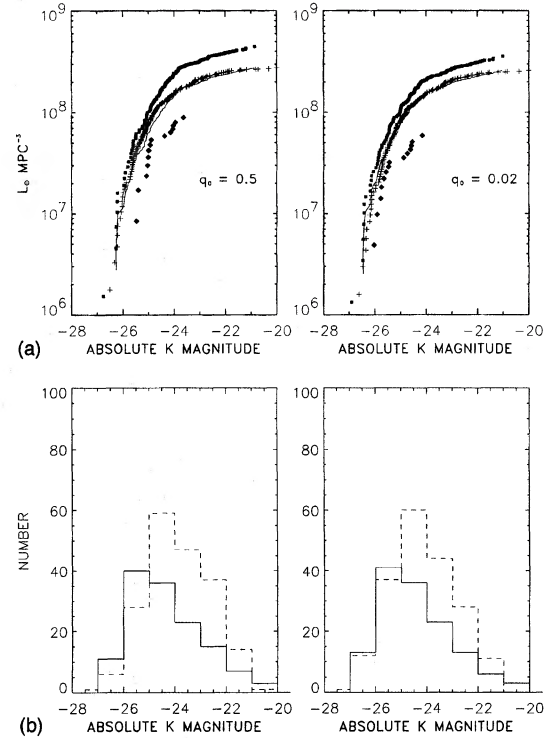 10⁹ 10⁹
10⁸ 10⁸
L⊙ MPC⁻³
q₀ = 0.5 q₀ = 0.02
10⁷ 10⁷
10⁶ 10⁶
−28 −26 −24 −22 −20 −28 −26 −24 −22 −20
(a) ABSOLUTE K MAGNITUDE ABSOLUTE K MAGNITUDE
100 100
80 80
60 60
NUMBER
40 40
20 20
0 0
−28 −26 −24 −22 −20 −28 −26 −24 −22 −20
(b) ABSOLUTE K MAGNITUDE ABSOLUTE K MAGNITUDE